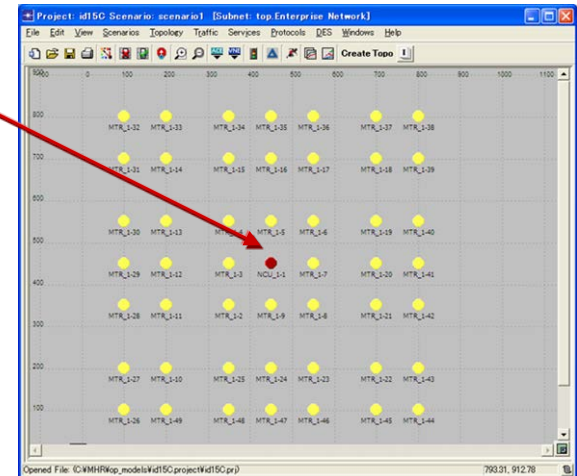 Project: id15C Scenario: scenario1 [Subnet: top.Enterprise Network]
File Edit View Scenarios Topology Traffic Services Protocols DES Windows Help
Create Topo
0 100 200 300 400 500 600 700 800 900 1000 1100
800
MTR_1-32 MTR_1-33 MTR_1-34 MTR_1-35 MTR_1-36 MTR_1-37 MTR_1-38
700
MTR_1-31 MTR_1-14 MTR_1-15 MTR_1-16 MTR_1-17 MTR_1-18 MTR_1-39
600
MTR_1-30 MTR_1-13 MTR_1-4 MTR_1-5 MTR_1-6 MTR_1-19 MTR_1-40
500
MTR_1-29 MTR_1-12 MTR_1-3 NCU_1-1 MTR_1-7 MTR_1-20 MTR_1-41
400
MTR_1-28 MTR_1-11 MTR_1-2 MTR_1-9 MTR_1-8 MTR_1-21 MTR_1-42
300
200
MTR_1-27 MTR_1-10 MTR_1-25 MTR_1-24 MTR_1-23 MTR_1-22 MTR_1-43
100
MTR_1-26 MTR_1-49 MTR_1-48 MTR_1-47 MTR_1-46 MTR_1-45 MTR_1-44
Opened File: (C:¥MHR¥op_models¥id15C.project¥id15C.prj) 793.31, 912.78